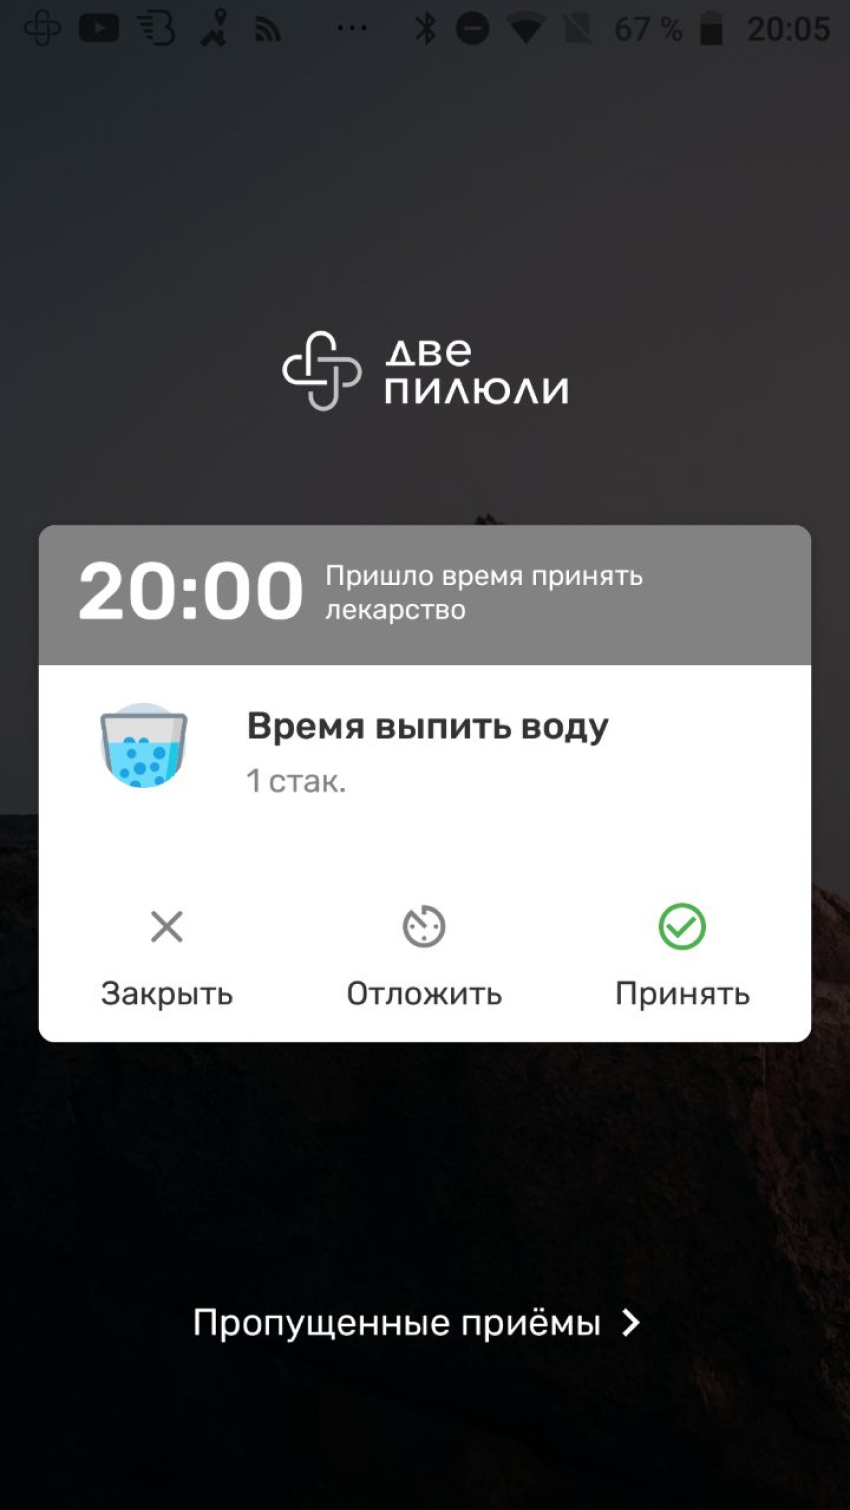 67 % 20:05
две
пилюли
20:00
Пришло время принять
лекарство
Время выпить воду
1 стак.
Закрыть Отложить Принять
Пропущенные приёмы